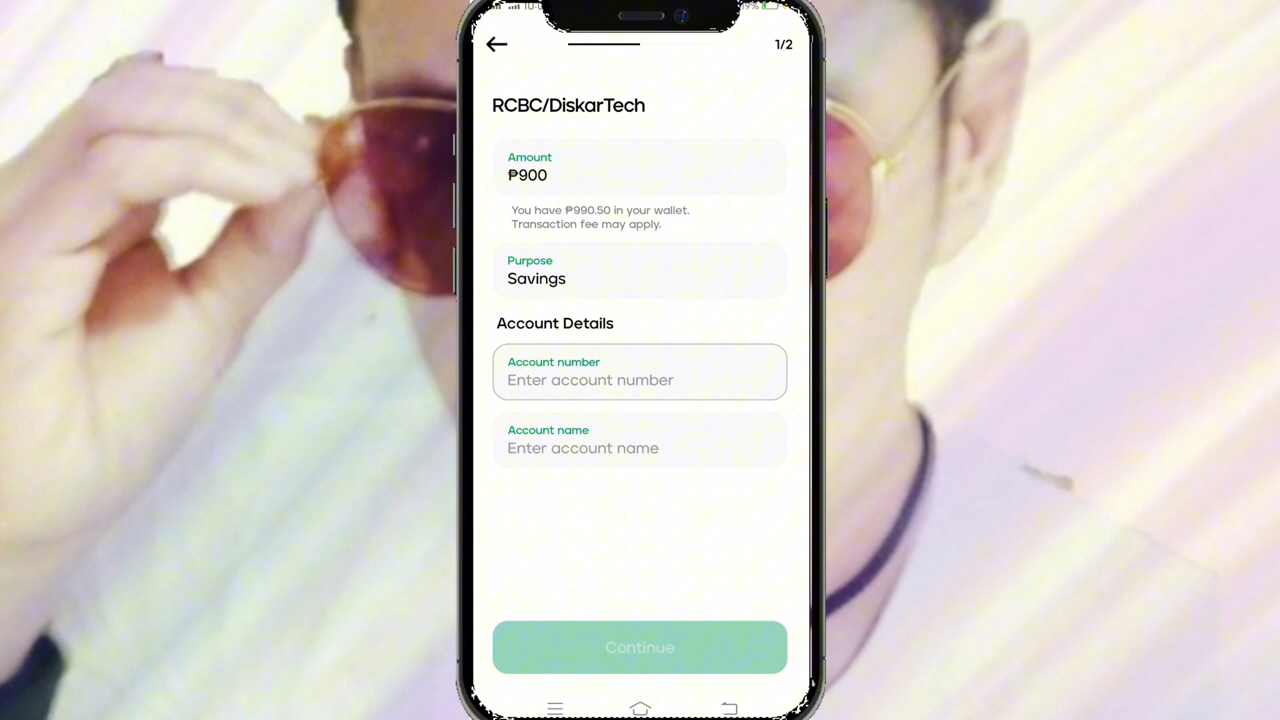 1/2
RCBC/DiskarTech
Amount
₱900
You have ₱990.50 in your wallet.
Transaction fee may apply.
Purpose
Savings
Account Details
Account number
Enter account number
Account name
Enter account name
Continue